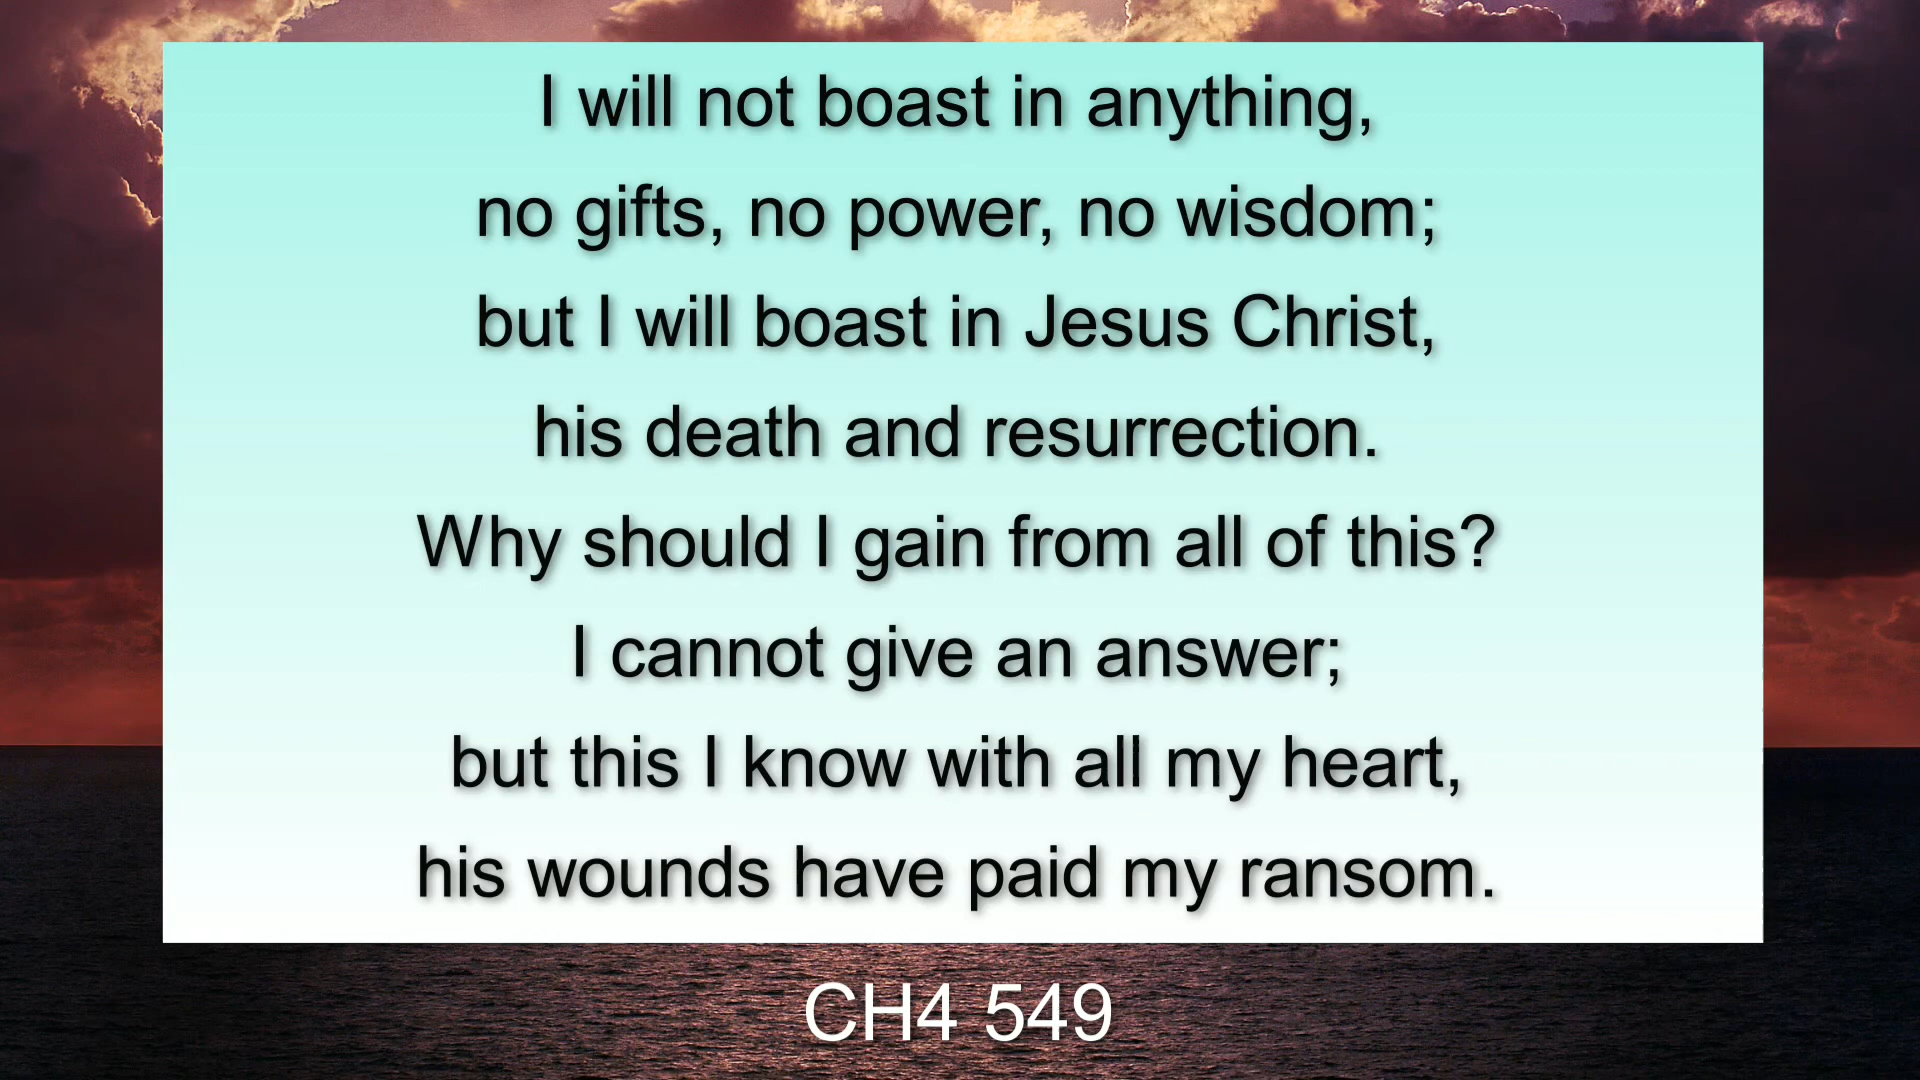 I will not boast in anything,
no gifts, no power, no wisdom;
but I will boast in Jesus Christ,
his death and resurrection.
Why should I gain from all of this?
I cannot give an answer;
but this I know with all my heart,
his wounds have paid my ransom.
CH4 549